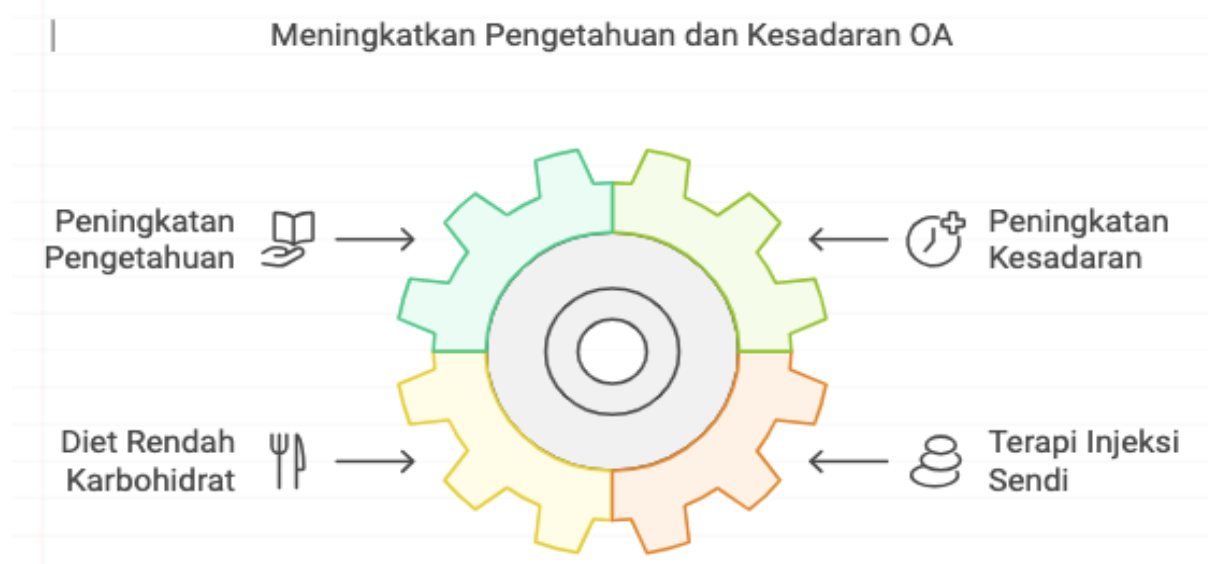 Meningkatkan Pengetahuan dan Kesadaran OA
Peningkatan
Pengetahuan
Peningkatan
Kesadaran
Diet Rendah
Karbohidrat
Terapi Injeksi
Sendi